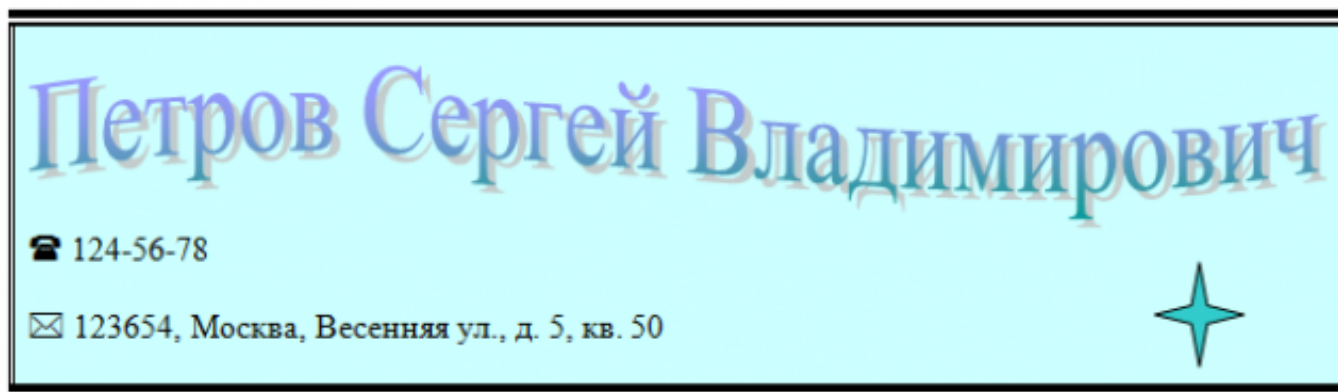 Петров Сергей Владимирович
☎ 124-56-78
✉ 123654, Москва, Весенняя ул., д. 5, кв. 50